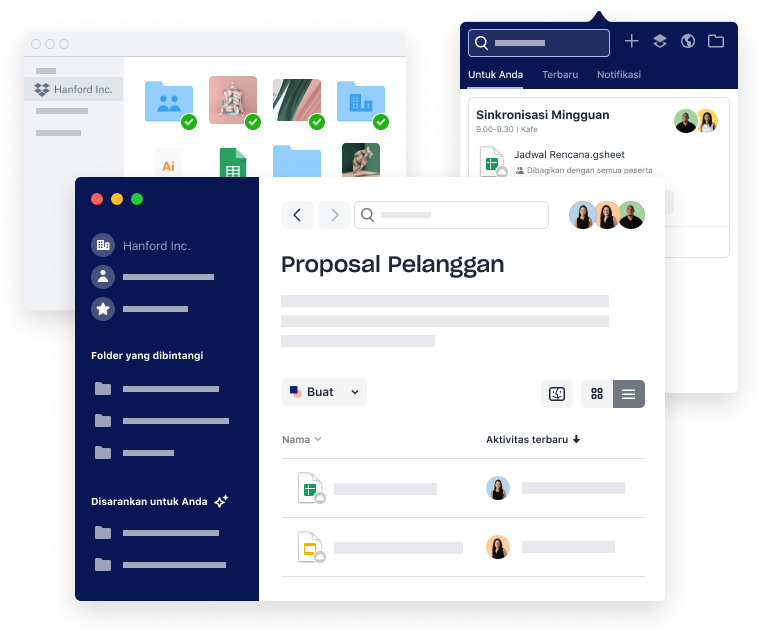 Hanford Inc.
Ai
Untuk Anda
Terbaru
Notifikasi
Sinkronisasi Mingguan
9.00-9.30 | Kafe
Jadwal Rencana.gsheet
Dibagikan dengan semua peserta
Hanford Inc.
Folder yang dibintangi
Disarankan untuk Anda
Proposal Pelanggan
Buat
Nama
Aktivitas terbaru